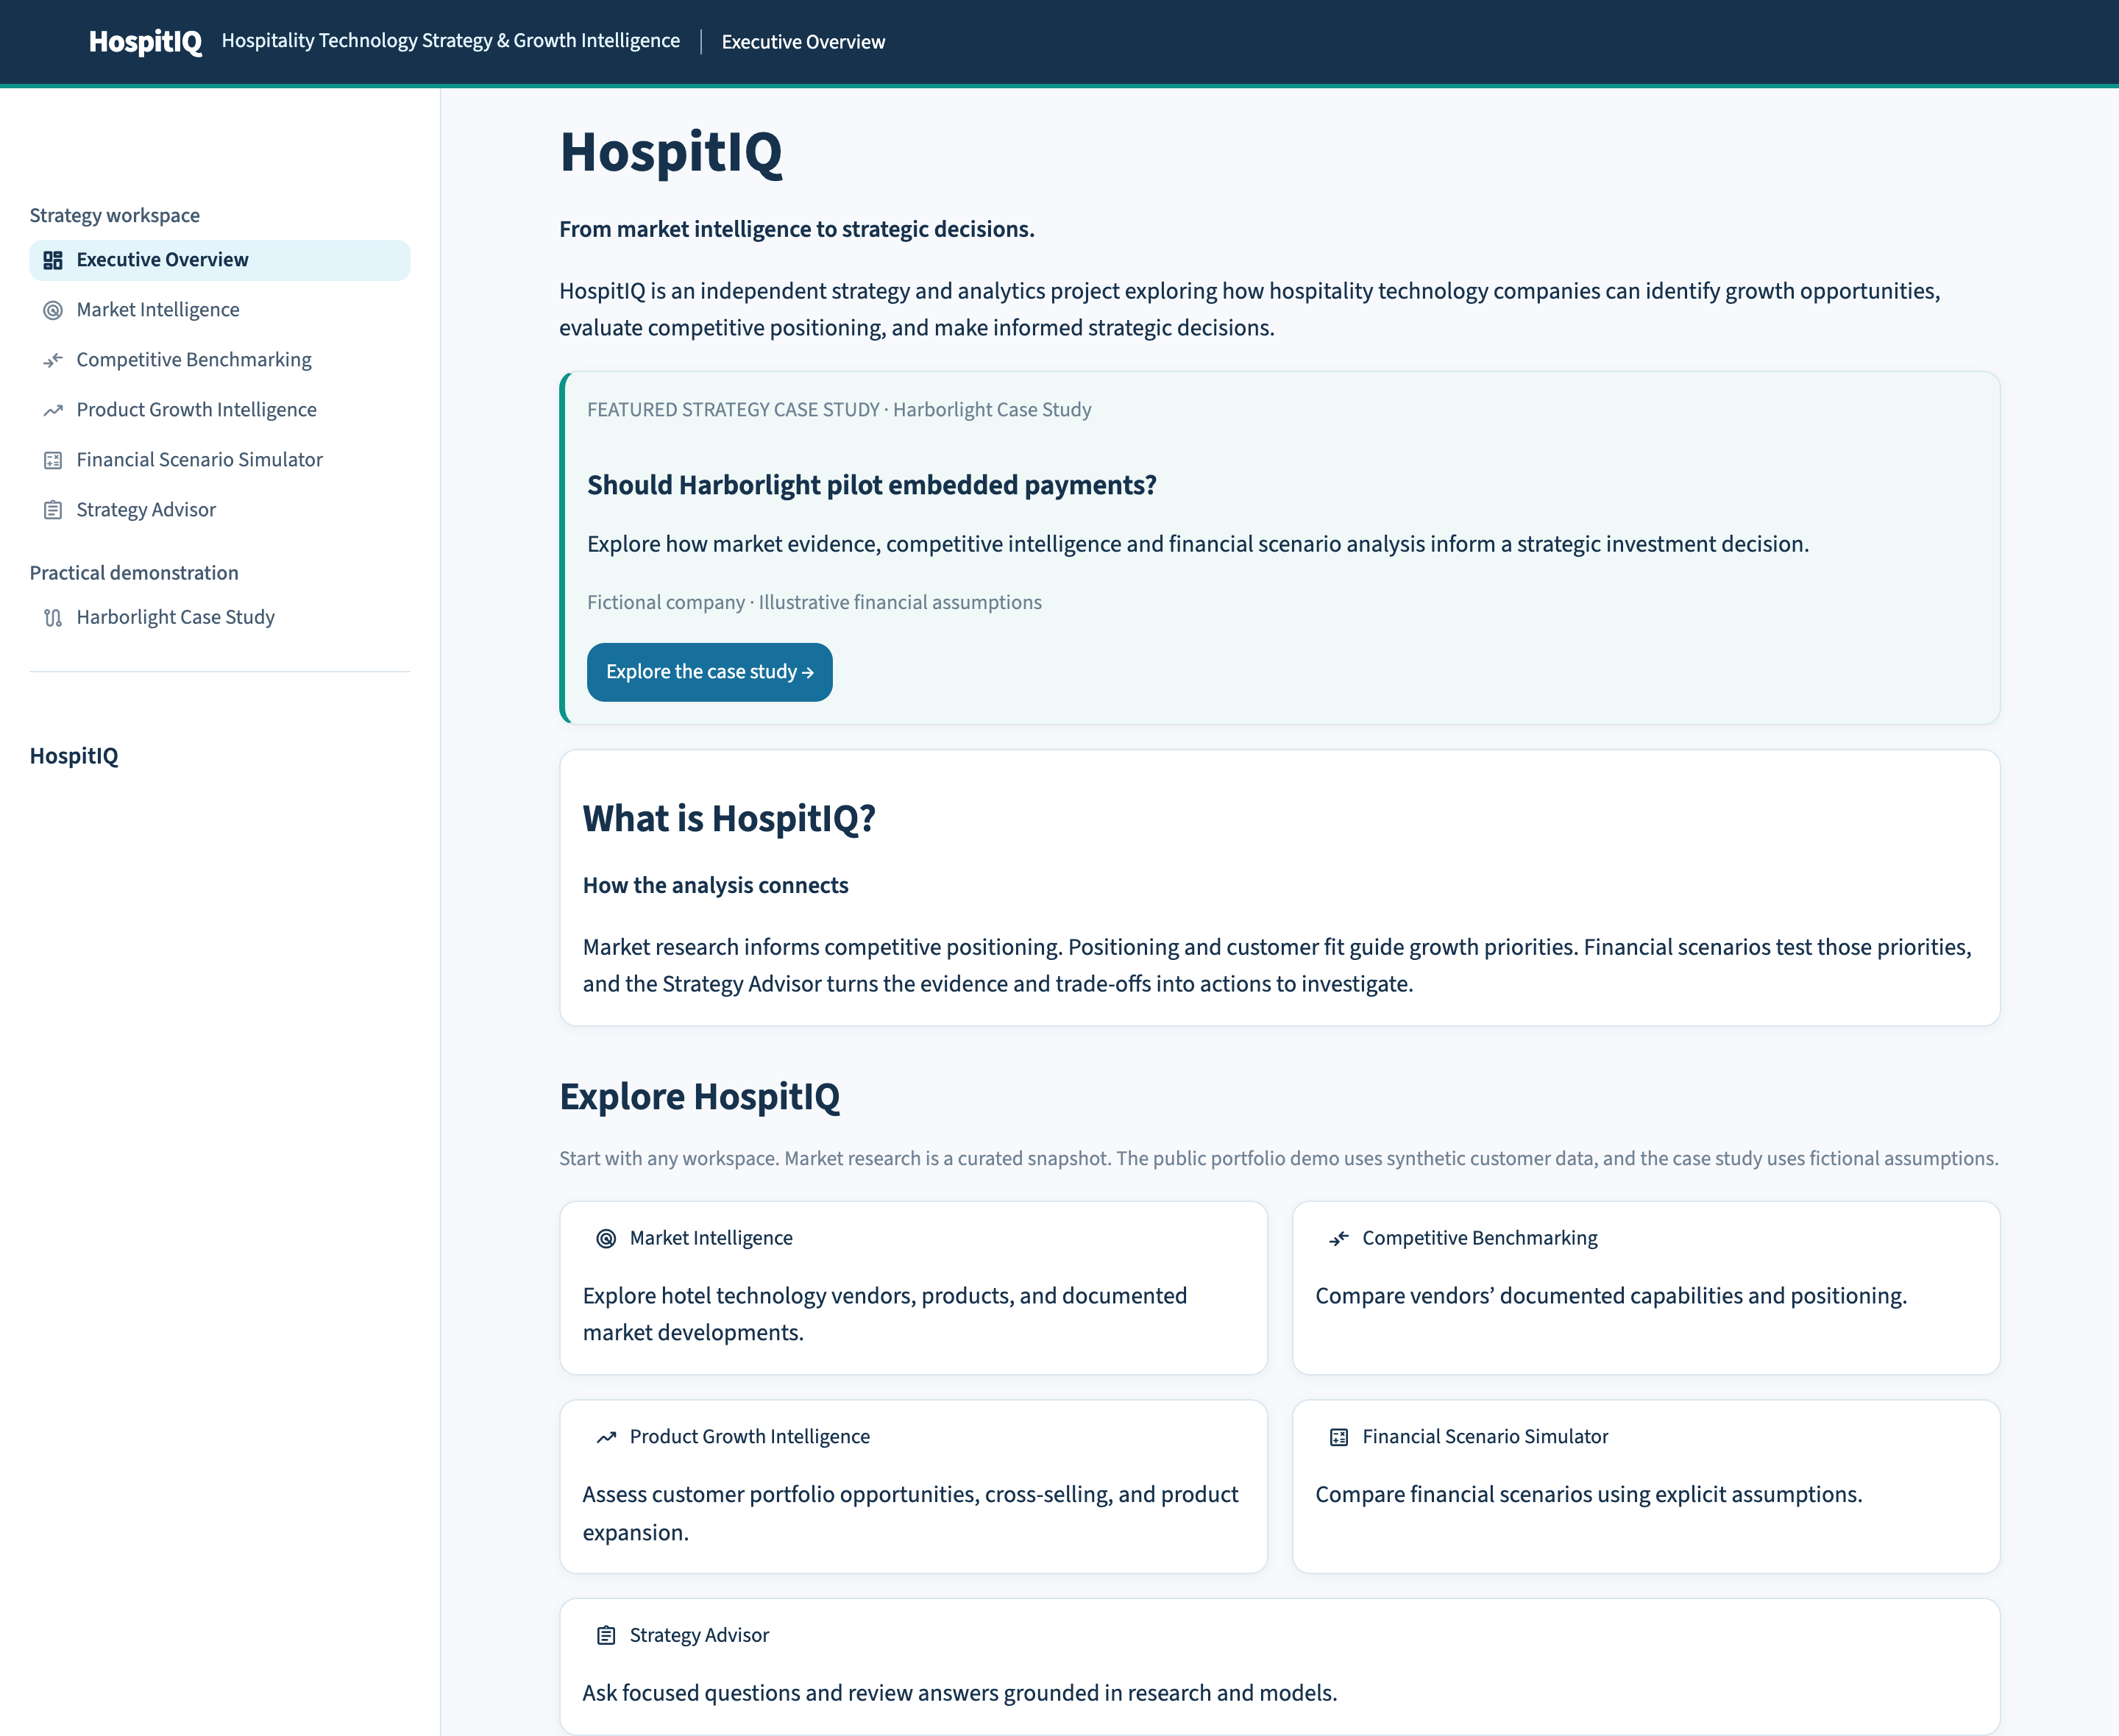 HospitIQ Hospitality Technology Strategy & Growth Intelligence Executive Overview
Strategy workspace
Executive Overview
Market Intelligence
Competitive Benchmarking
Product Growth Intelligence
Financial Scenario Simulator
Strategy Advisor
Practical demonstration
Harborlight Case Study
HospitIQ
HospitIQ
From market intelligence to strategic decisions.
HospitIQ is an independent strategy and analytics project exploring how hospitality technology companies can identify growth opportunities,
evaluate competitive positioning, and make informed strategic decisions.
FEATURED STRATEGY CASE STUDY · Harborlight Case Study
Should Harborlight pilot embedded payments?
Explore how market evidence, competitive intelligence and financial scenario analysis inform a strategic investment decision.
Fictional company · Illustrative financial assumptions
Explore the case study →
What is HospitIQ?
How the analysis connects
Market research informs competitive positioning. Positioning and customer fit guide growth priorities. Financial scenarios test those priorities,
and the Strategy Advisor turns the evidence and trade-offs into actions to investigate.
Explore HospitIQ
Start with any workspace. Market research is a curated snapshot. The public portfolio demo uses synthetic customer data, and the case study uses fictional assumptions.
Market Intelligence
Explore hotel technology vendors, products, and documented
market developments.
Competitive Benchmarking
Compare vendors’ documented capabilities and positioning.
Product Growth Intelligence
Assess customer portfolio opportunities, cross-selling, and product
expansion.
Financial Scenario Simulator
Compare financial scenarios using explicit assumptions.
Strategy Advisor
Ask focused questions and review answers grounded in research and models.